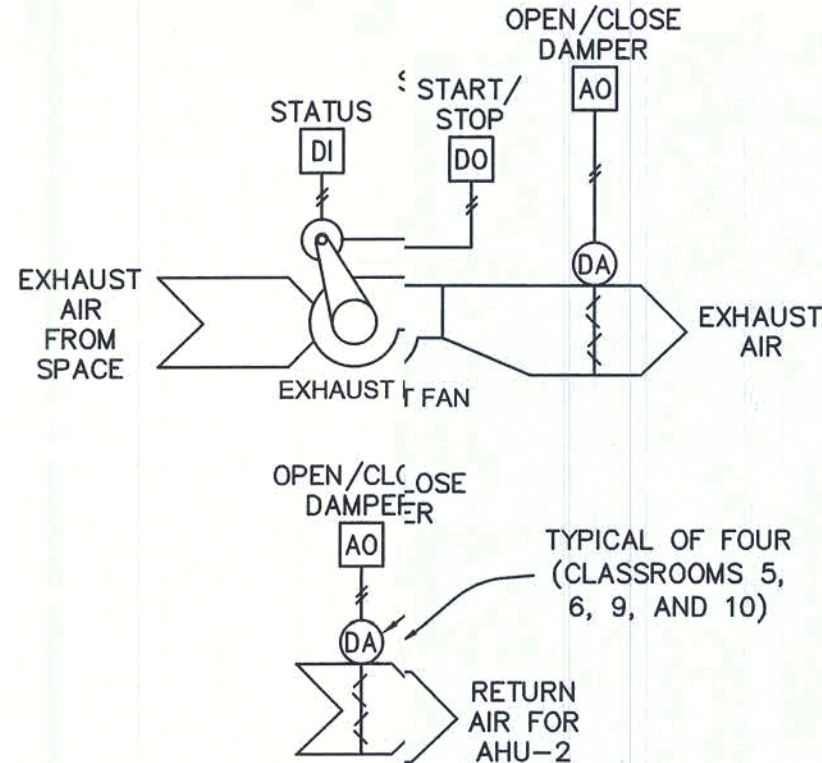 OPEN/CLOSE
DAMPER
AO
START/
STOP
DO
STATUS
DI
DA
EXHAUST
AIR
FROM
SPACE
EXHAUST
AIR
EXHAUST T FAN
OPEN/CLOSE
DAMPER
AO
TYPICAL OF FOUR
(CLASSROOMS 5,
6, 9, AND 10)
DA
RETURN
AIR FOR
AHU-2